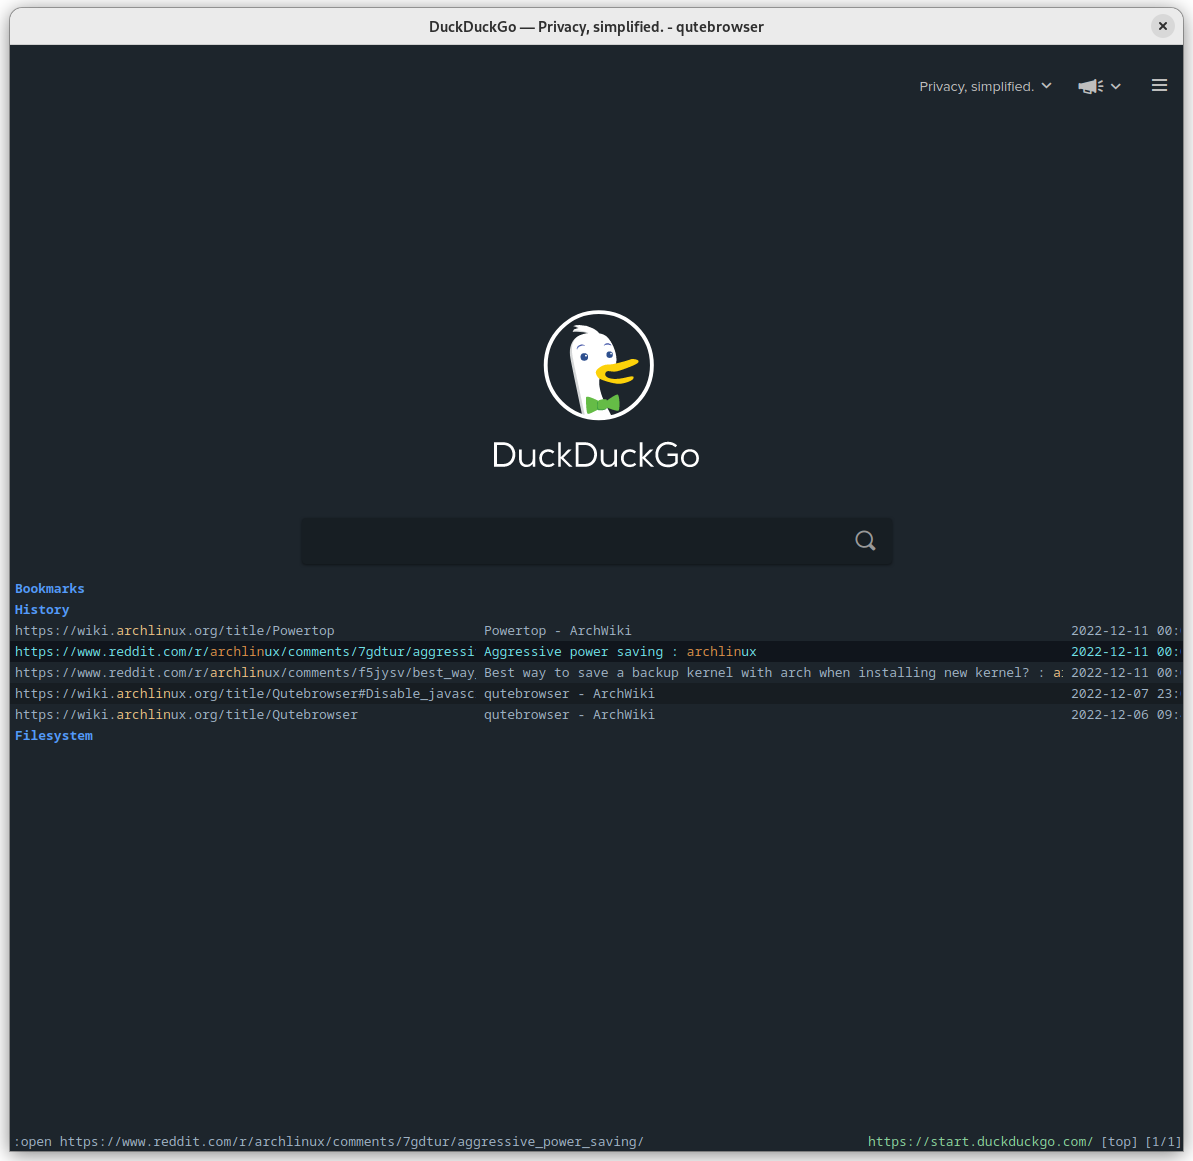 DuckDuckGo — Privacy, simplified. - qutebrowser
Privacy, simplified.
DuckDuckGo
Bookmarks
History
https://wiki.archlinux.org/title/Powertop Powertop - ArchWiki 2022-12-11 00:
https://www.reddit.com/r/archlinux/comments/7gdtur/aggressi Aggressive power saving : archlinux 2022-12-11 00:
https://www.reddit.com/r/archlinux/comments/f5jysv/best_way_ Best way to save a backup kernel with arch when installing new kernel? : a 2022-12-11 00:
https://wiki.archlinux.org/title/Qutebrowser#Disable_javasc qutebrowser - ArchWiki 2022-12-07 23:
https://wiki.archlinux.org/title/Qutebrowser qutebrowser - ArchWiki 2022-12-06 09:
Filesystem
:open https://www.reddit.com/r/archlinux/comments/7gdtur/aggressive_power_saving/ https://start.duckduckgo.com/ [top] [1/1]